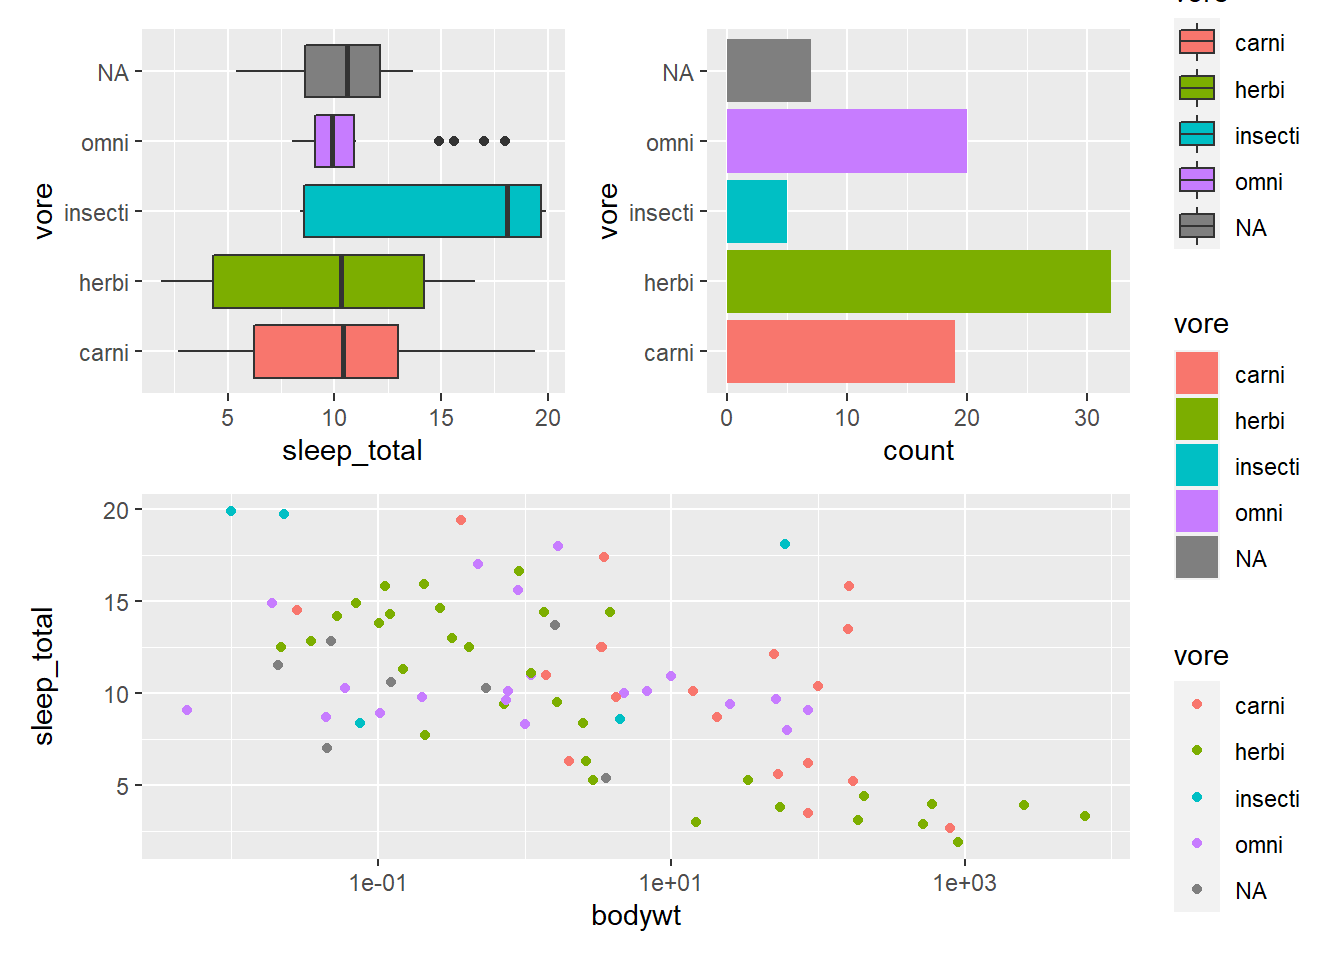 vore
NA
omni
insecti
herbi
carni
vore
5 10 15 20
sleep_total
NA
omni
insecti
herbi
carni
vore
0 10 20 30
count
carni
herbi
insecti
omni
NA
vore
carni
herbi
insecti
omni
NA
20
15
10
5
sleep_total
1e-01 1e+01 1e+03
bodywt
vore
carni
herbi
insecti
omni
NA